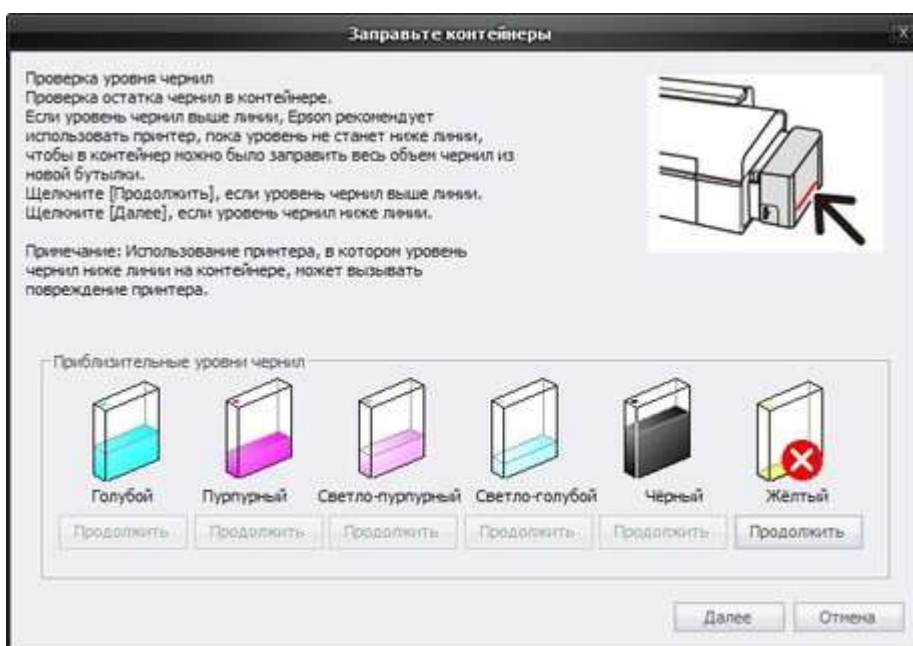 Заправьте контейнеры
Проверка уровня чернил
Проверка остатка чернил в контейнере.
Если уровень чернил выше линии, Epson рекомендует
использовать принтер, пока уровень не станет ниже линии,
чтобы в контейнер можно было заправить весь объем чернил из
новой бутылки.
Щелкните [Продолжить], если уровень чернил выше линии.
Щелкните [Далее], если уровень чернил ниже линии.
Примечание: Использование принтера, в котором уровень
чернил ниже линии на контейнере, может вызывать
повреждение принтера.
Приблизительные уровни чернил
Голубой Пурпурный Светло-пурпурный Светло-голубой Чёрный Жёлтый
Продолжить Продолжить Продолжить Продолжить Продолжить Продолжить
Далее Отмена